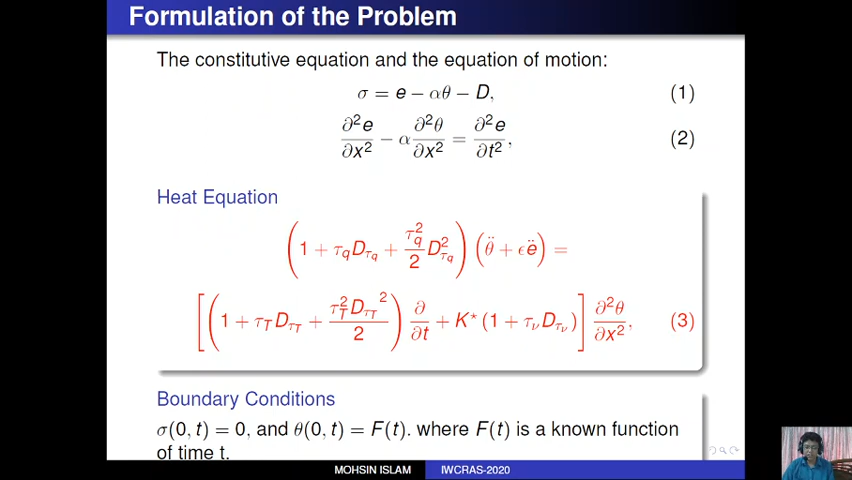 Formulation of the Problem
The constitutive equation and the equation of motion:
σ = e − αθ − D, (1)
∂²e/∂x² − α ∂²θ/∂x² = ∂²e/∂t², (2)
Heat Equation
(1 + τ_q D_{τ_q} + τ_q²/2 D²_{τ_q}) (θ̈ + ϵë) =
[(1 + τ_T D_{τ_T} + τ_T² D_{τ_T}²/2) ∂/∂t + K* (1 + τ_ν D_{τ_ν})] ∂²θ/∂x², (3)
Boundary Conditions
σ(0, t) = 0, and θ(0, t) = F(t). where F(t) is a known function
of time t.
MOHSIN ISLAM IWCRAS-2020